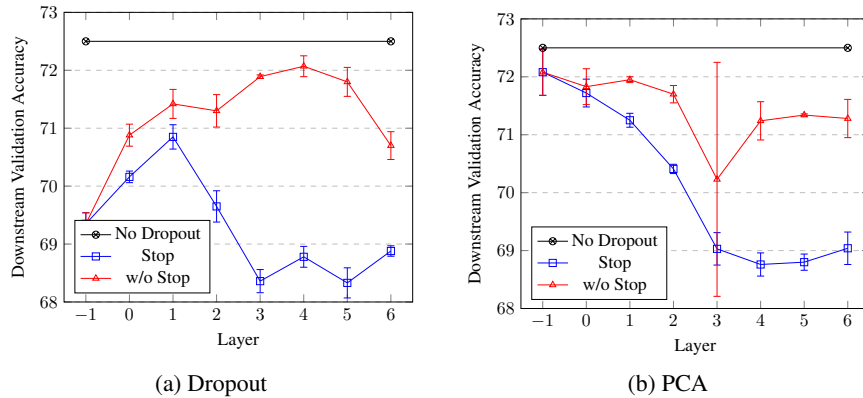 73
72
71
70
69
68
−1
0
1
2
3
4
5
6
Layer
Downstream Validation Accuracy
No Dropout
Stop
w/o Stop
(a) Dropout
73
72
71
70
69
68
−1
0
1
2
3
4
5
6
Layer
Downstream Validation Accuracy
No Dropout
Stop
w/o Stop
(b) PCA